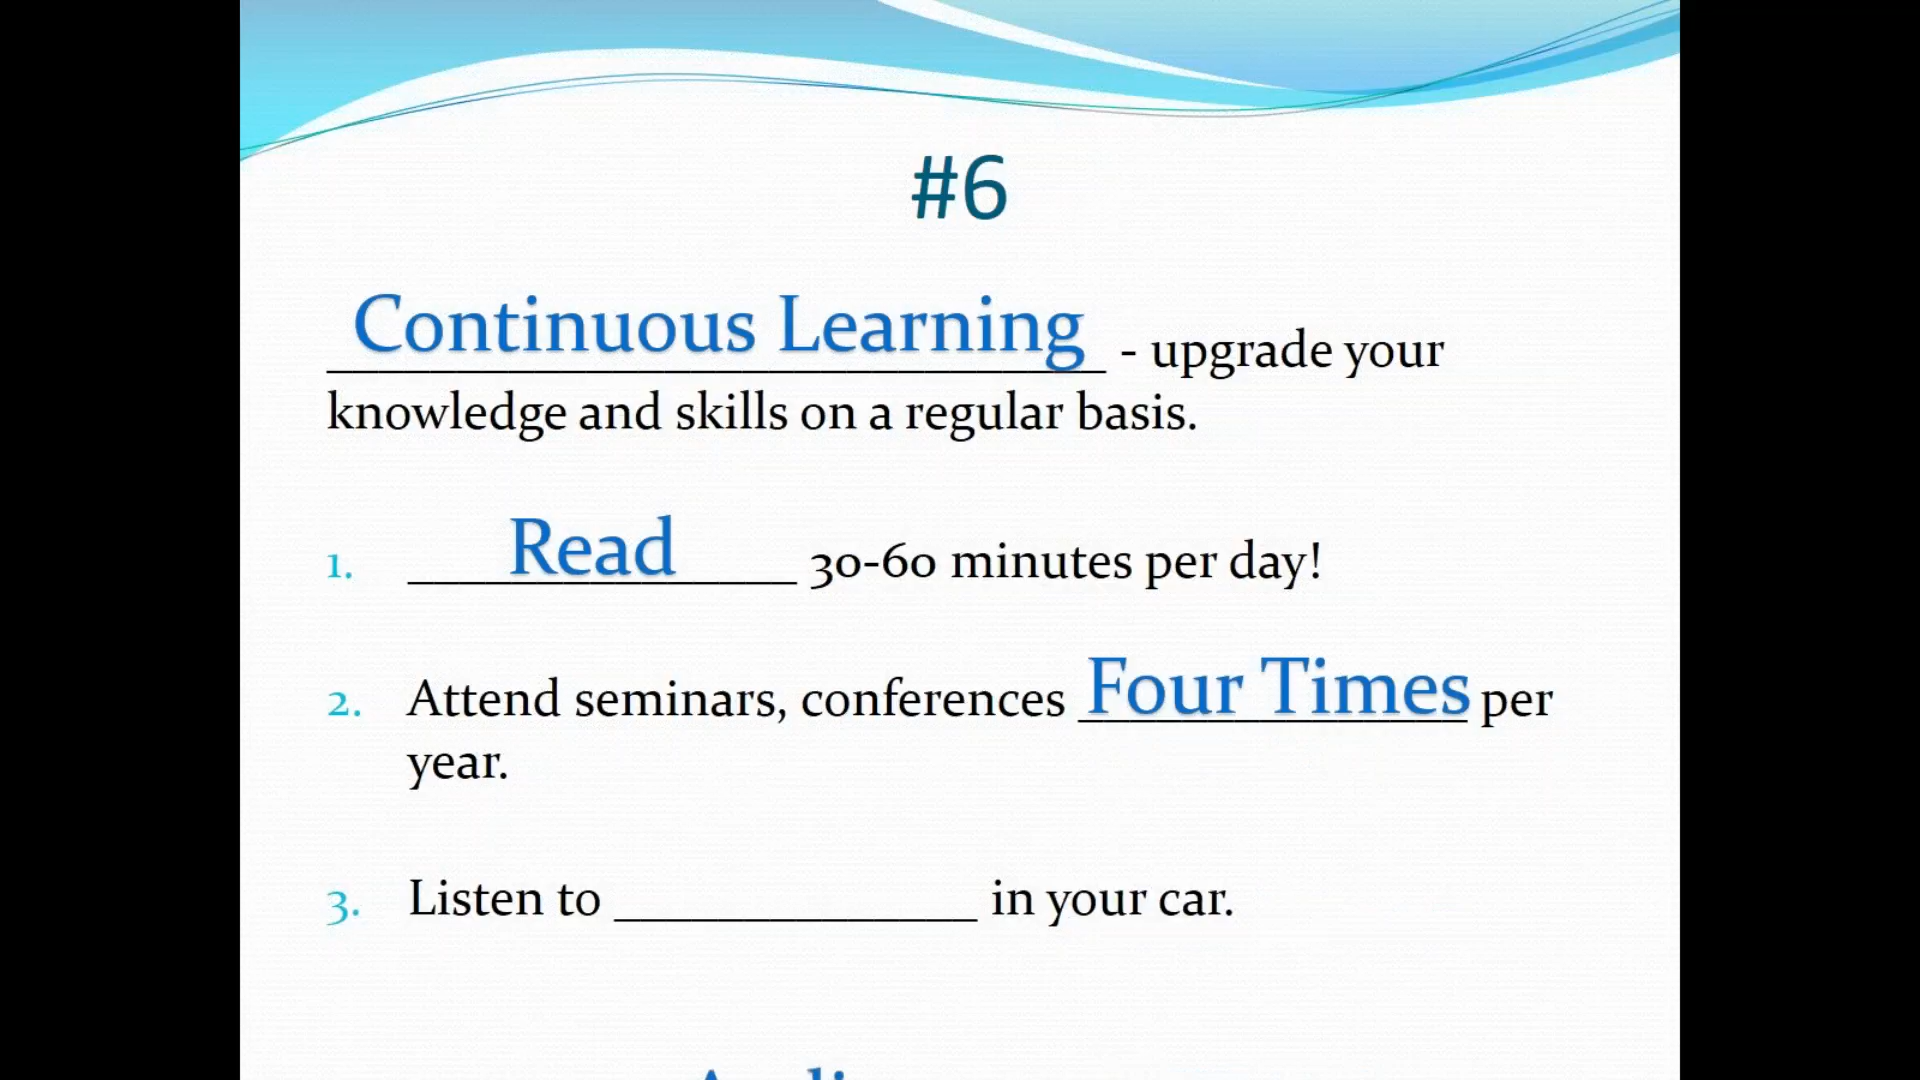 #6
Continuous Learning - upgrade your
knowledge and skills on a regular basis.
1. Read 30-60 minutes per day!
2. Attend seminars, conferences Four Times per
year.
3. Listen to ______________ in your car.